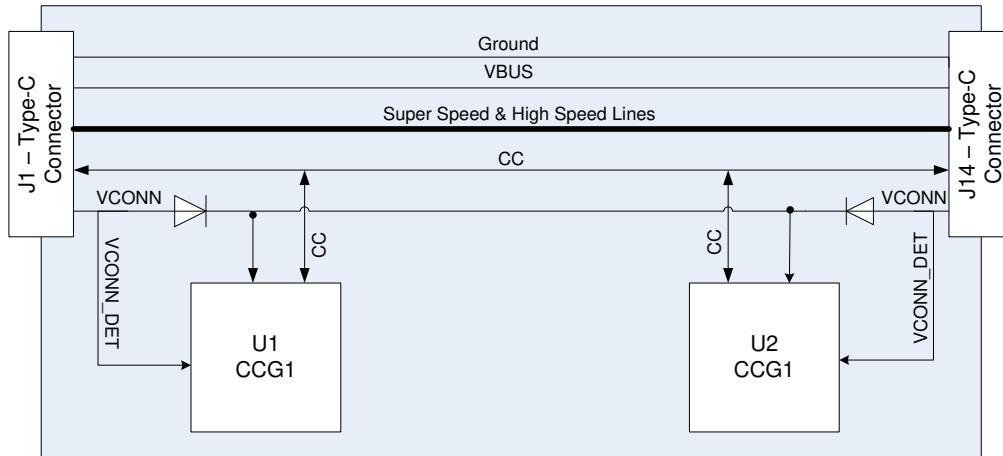 Ground
VBUS
Super Speed & High Speed Lines
CC
J1 – Type-C
Connector
J14 – Type-C
Connector
VCONN
VCONN
VCONN_DET
CC
CC
VCONN_DET
U1
CCG1
U2
CCG1